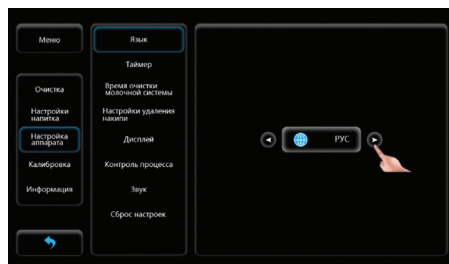 Меню
Очистка
Настройки
напитка
Настройка
аппарата
Калибровка
Информация
Язык
Таймер
Время очистки
молочной системы
Настройки удаления
накипи
Дисплей
Контроль процесса
Звук
Сброс настроек
РУС